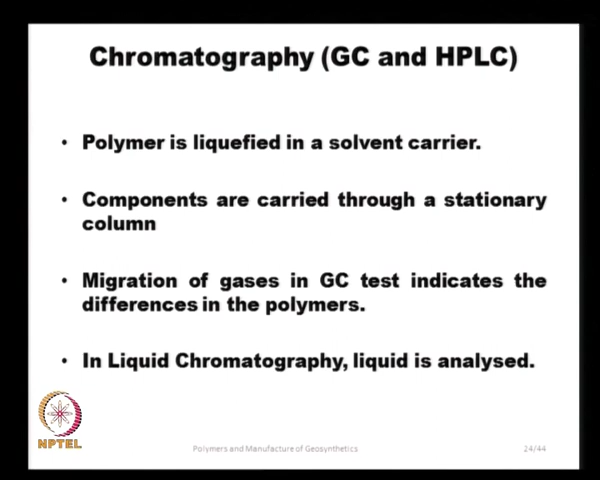 Chromatography (GC and HPLC)
• Polymer is liquefied in a solvent carrier.
• Components are carried through a stationary
column
• Migration of gases in GC test indicates the
differences in the polymers.
• In Liquid Chromatography, liquid is analysed.
NPTEL
Polymers and Manufacture of Geosynthetics
24/44